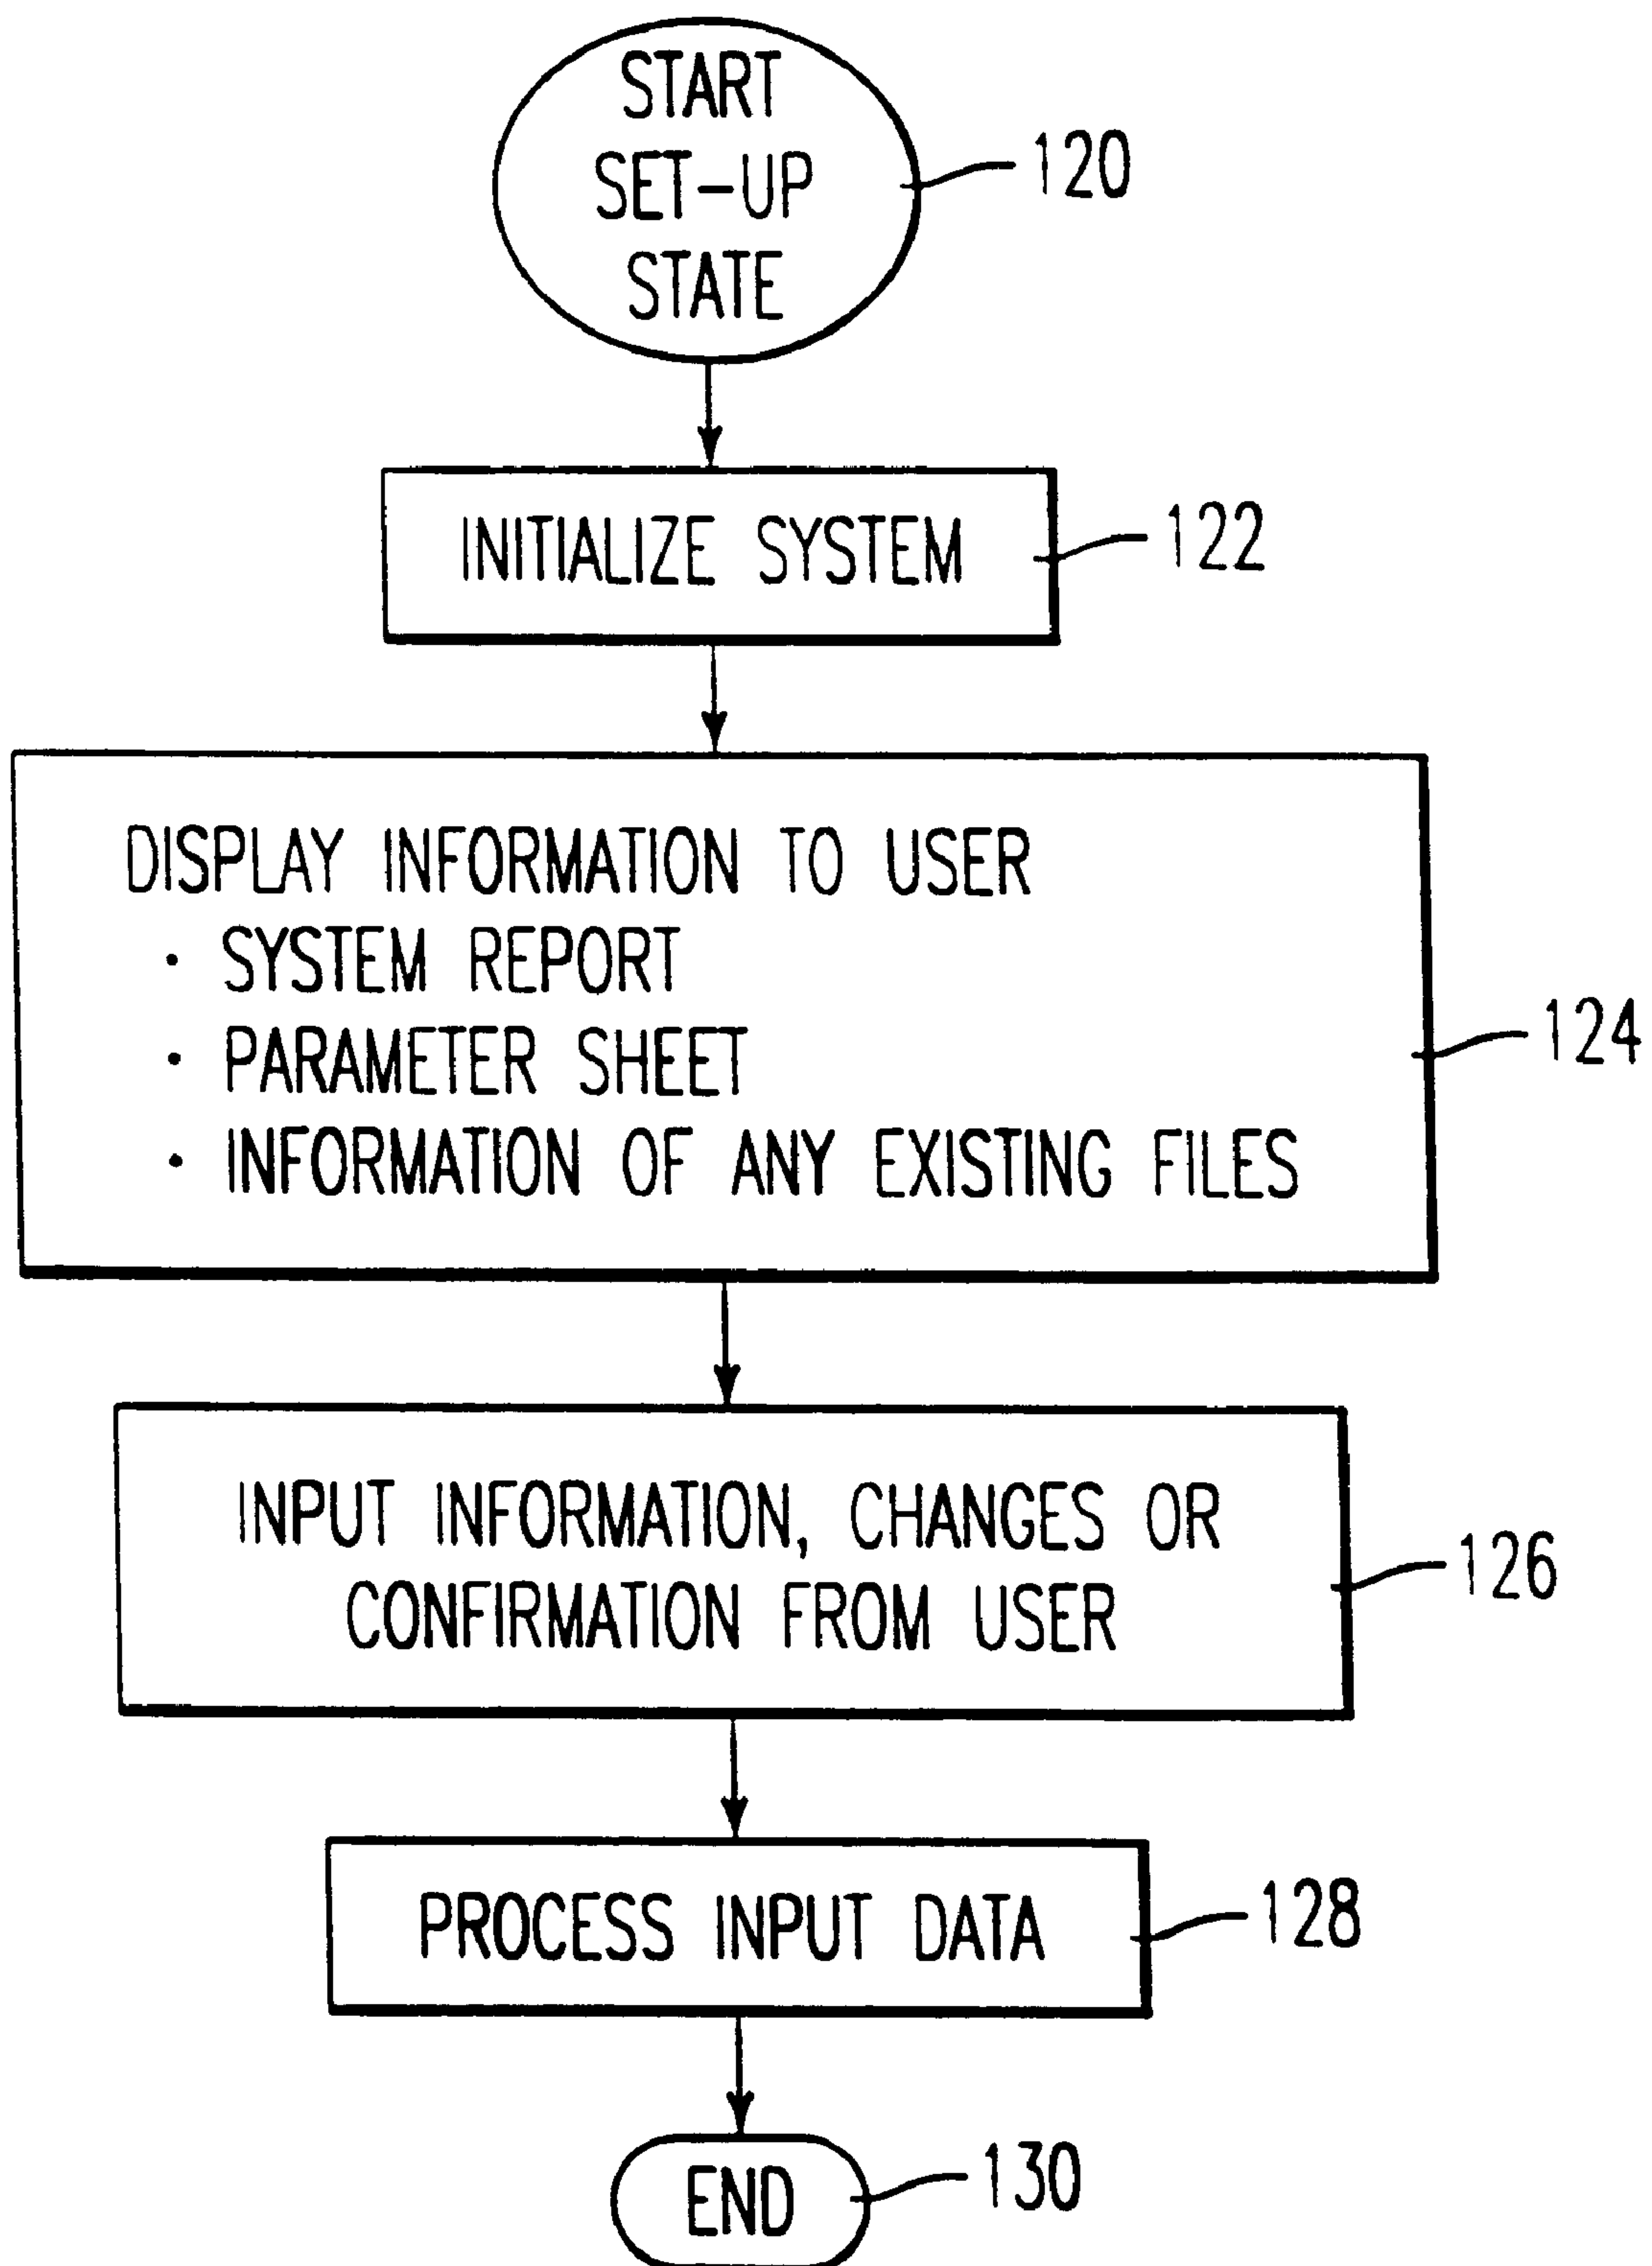 START
SET-UP
STATE
120
INITIALIZE SYSTEM
122
DISPLAY INFORMATION TO USER
· SYSTEM REPORT
· PARAMETER SHEET
· INFORMATION OF ANY EXISTING FILES
124
INPUT INFORMATION, CHANGES OR
CONFIRMATION FROM USER
126
PROCESS INPUT DATA
128
END
130